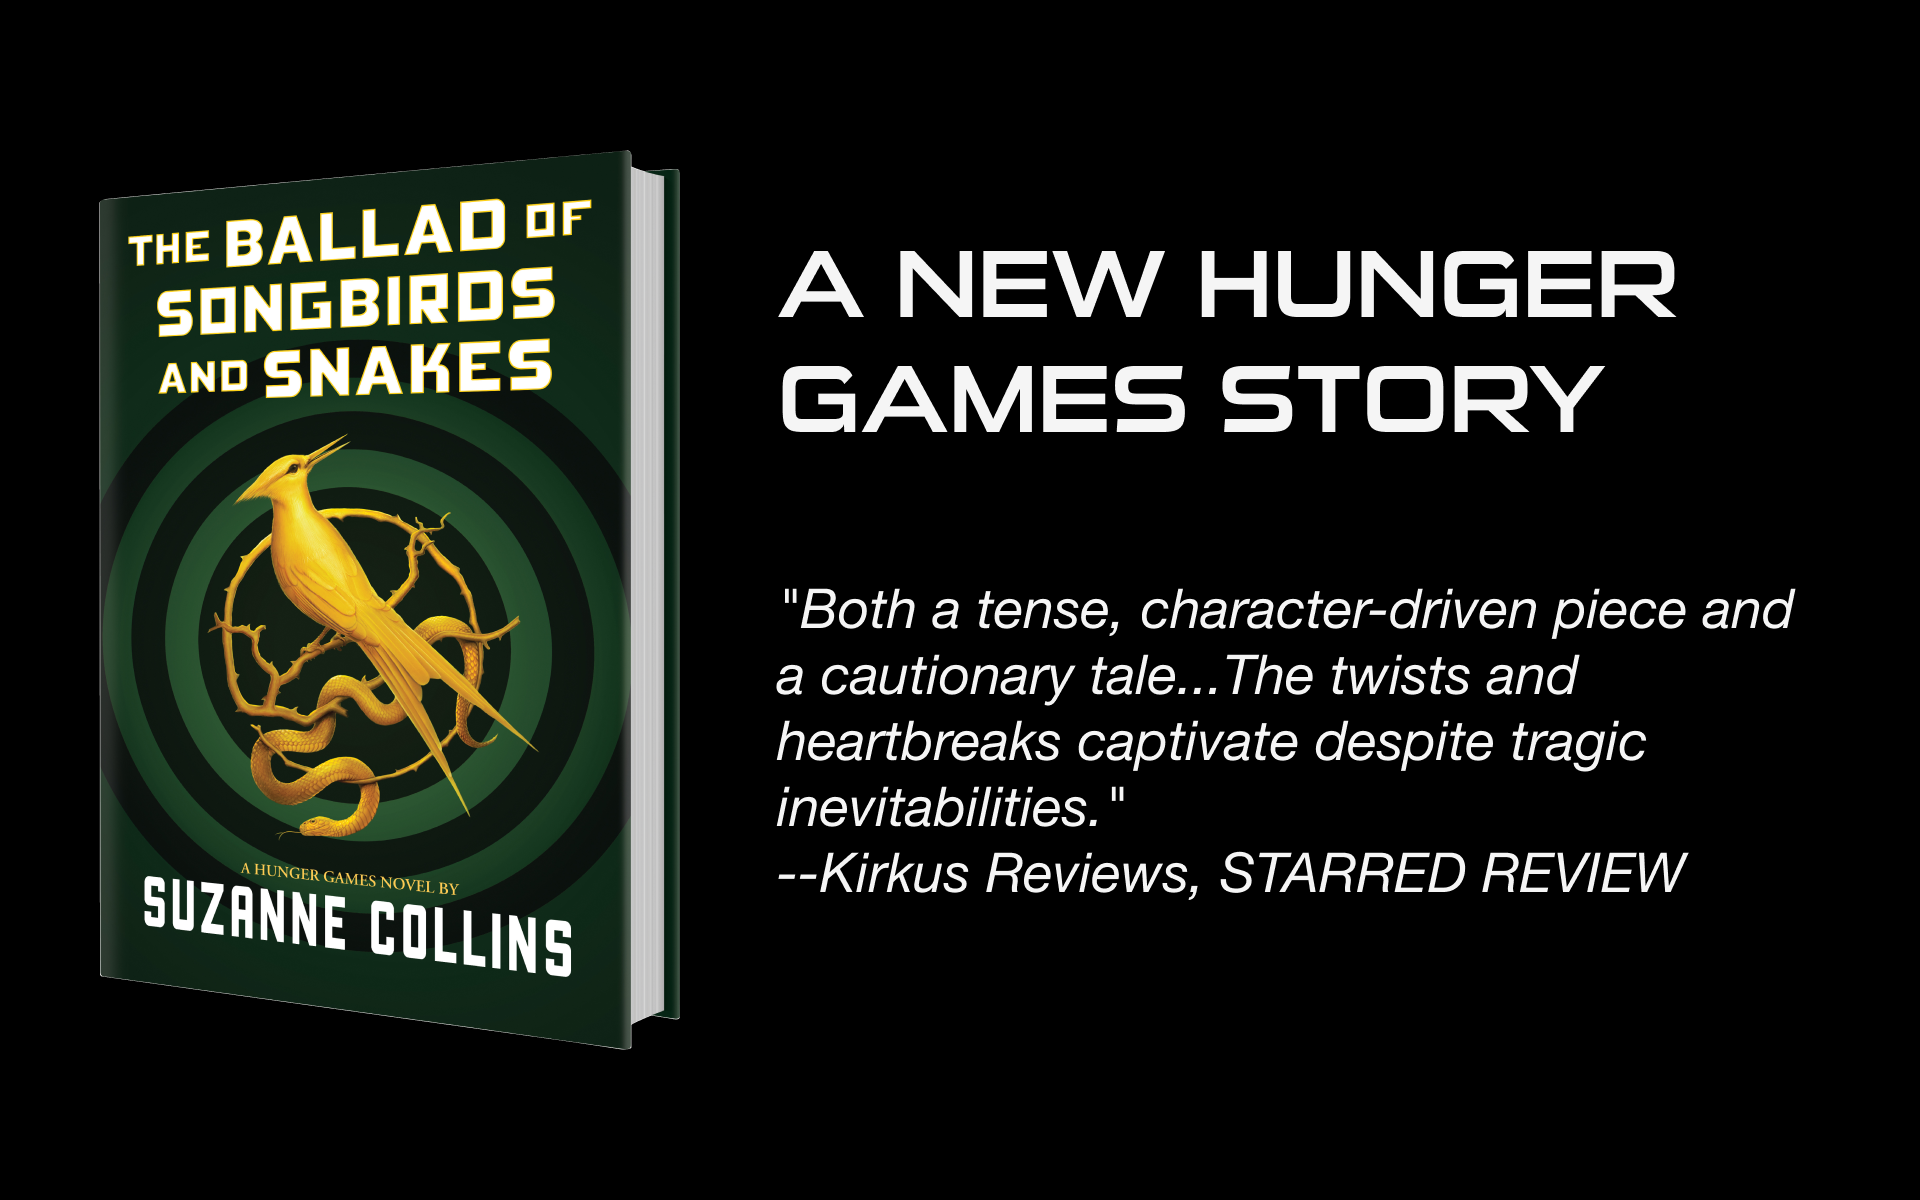 THE BALLAD OF
SONGBIRDS
AND SNAKES
A HUNGER GAMES NOVEL BY
SUZANNE COLLINS
A NEW HUNGER
GAMES STORY
"Both a tense, character-driven piece and
a cautionary tale...The twists and
heartbreaks captivate despite tragic
inevitabilities."
--Kirkus Reviews, STARRED REVIEW